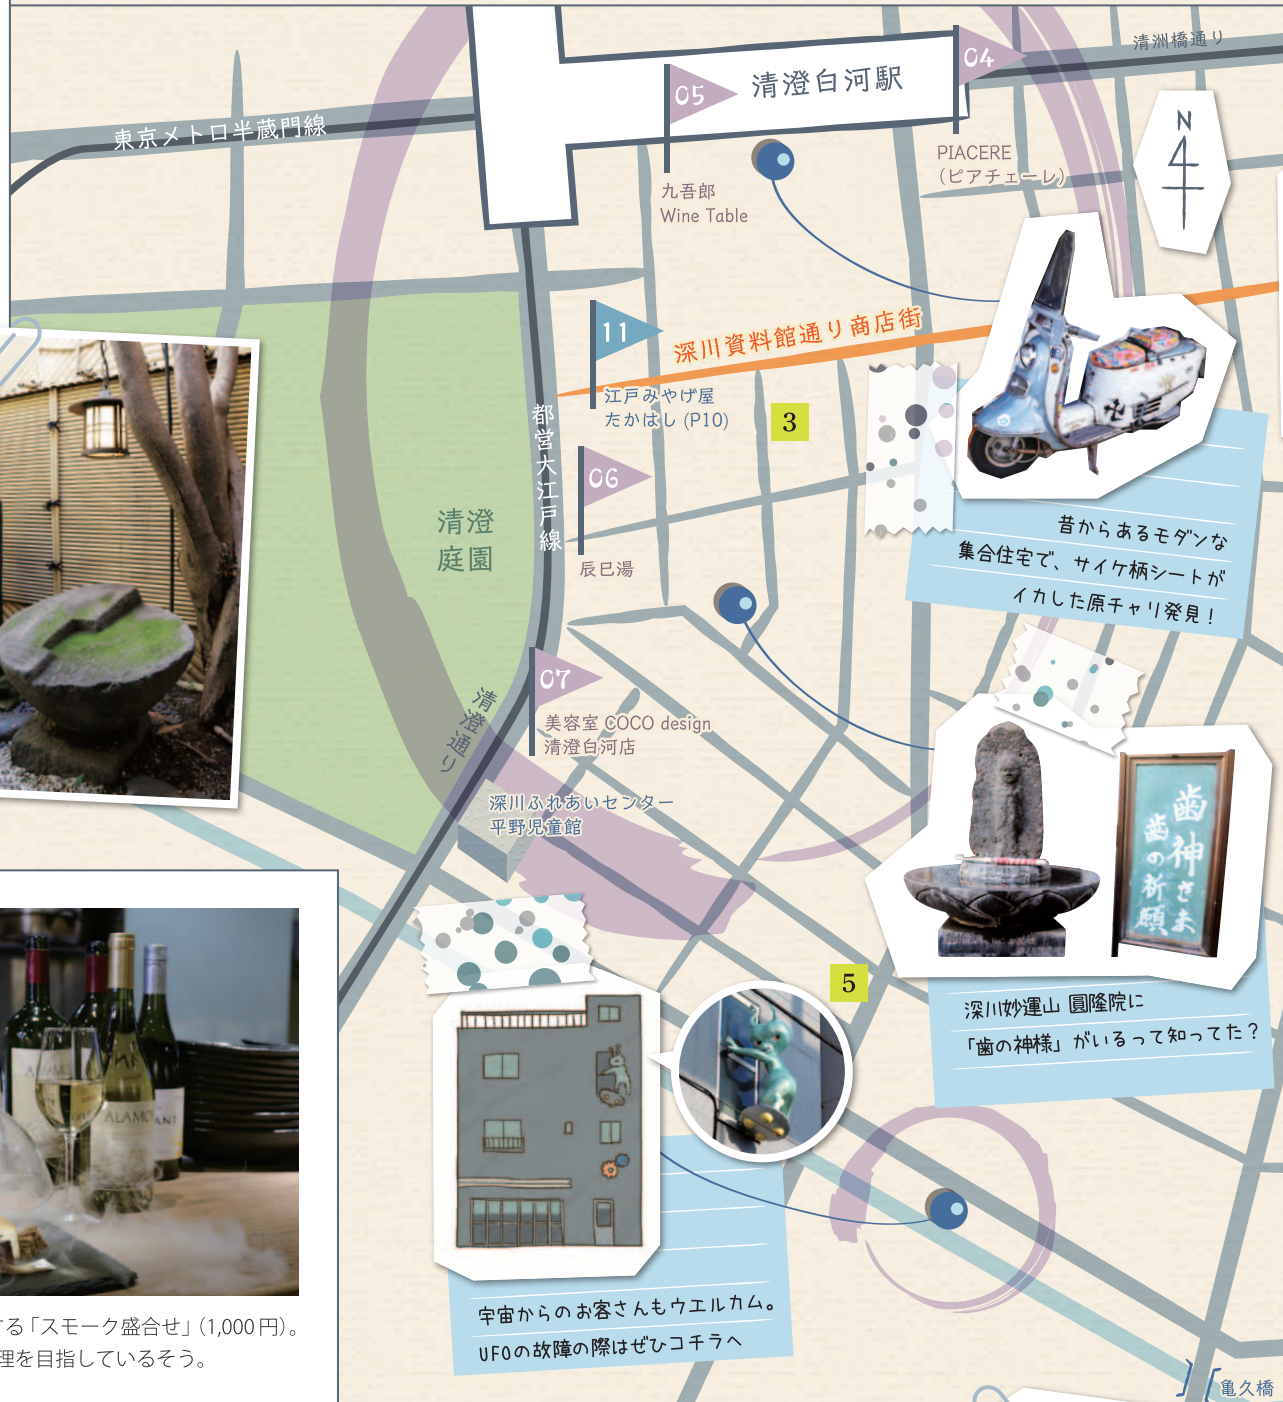 清洲橋通り
04
清澄白河駅
05
東京メトロ半蔵門線
N
PIACERE
（ピアチェーレ）
九吾郎
Wine Table
深川資料館通り商店街
11
江戸みやげ屋
たかはし (P10)
3
都営大江戸線
06
清澄
庭園
辰巳湯
昔からあるモダンな
集合住宅で、サイケ柄シートが
イカした原チャリ発見！
07
清澄通り
美容室 COCO design
清澄白河店
深川ふれあいセンター
平野児童館
歯神さま
歯の祈願
5
深川妙運山 圓隆院に
「歯の神様」がいるって知ってた？
ALAMOS
宇宙からのお客さんもウエルカム。
UFOの故障の際はぜひコチラへ
する「スモーク盛合せ」（1,000円）。
理を目指しているそう。
亀久橋